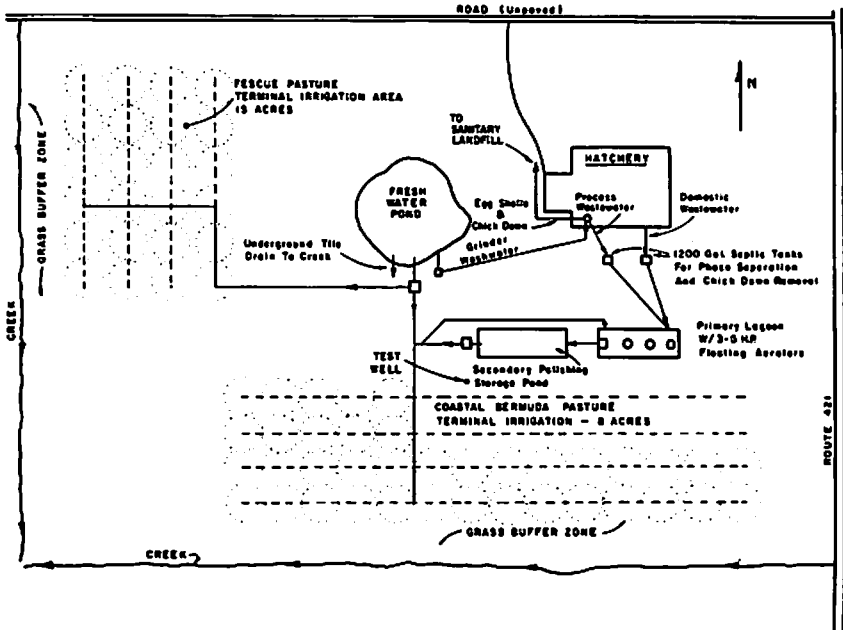 ROAD (Unpaved)
FESCUE PASTURE
TERMINAL IRRIGATION AREA
15 ACRES
GRASS BUFFER ZONE
TO
SANITARY
LANDFILL
N
HATCHERY
FRESH
WATER
POND
Egg Shells
&
Chick Down
Process
Wastewater
Domestic
Wastewater
Underground Tile
Drain To Creek
Grinder
Washwater
1200 Gal. Septic Tanks
For Phase Separation
And Chick Down Removal
CREEK
Primary Lagoon
W/3-5 H.P.
Floating Aerators
TEST
WELL
Secondary Polishing
Storage Pond
COASTAL BERMUDA PASTURE
TERMINAL IRRIGATION - 8 ACRES
ROUTE 421
GRASS BUFFER ZONE
CREEK